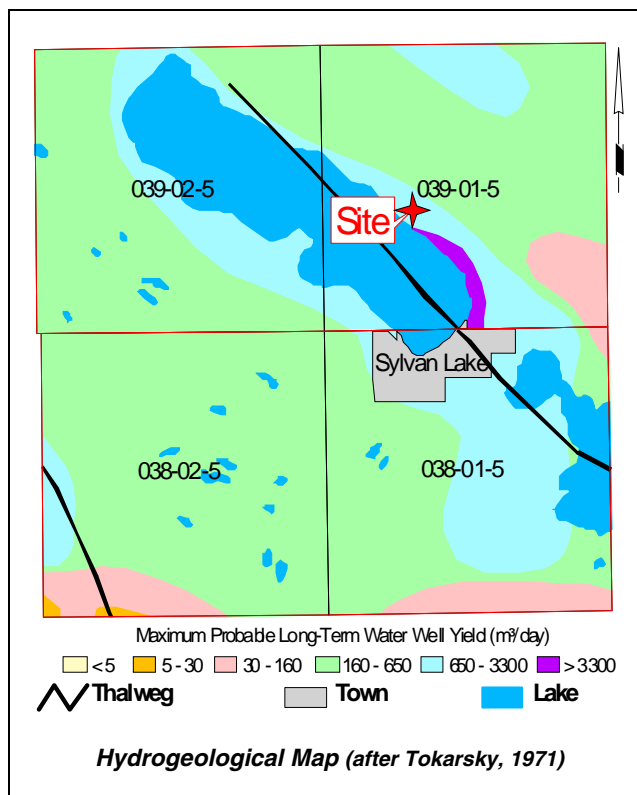 039-02-5
039-01-5
Site
Sylvan Lake
038-02-5
038-01-5
Maximum Probable Long-Term Water Well Yield (m³/day)
< 5 5 - 30 30 - 160 160 - 650 650 - 3300 > 3300
Thalweg Town Lake
Hydrogeological Map (after Tokarsky, 1971)